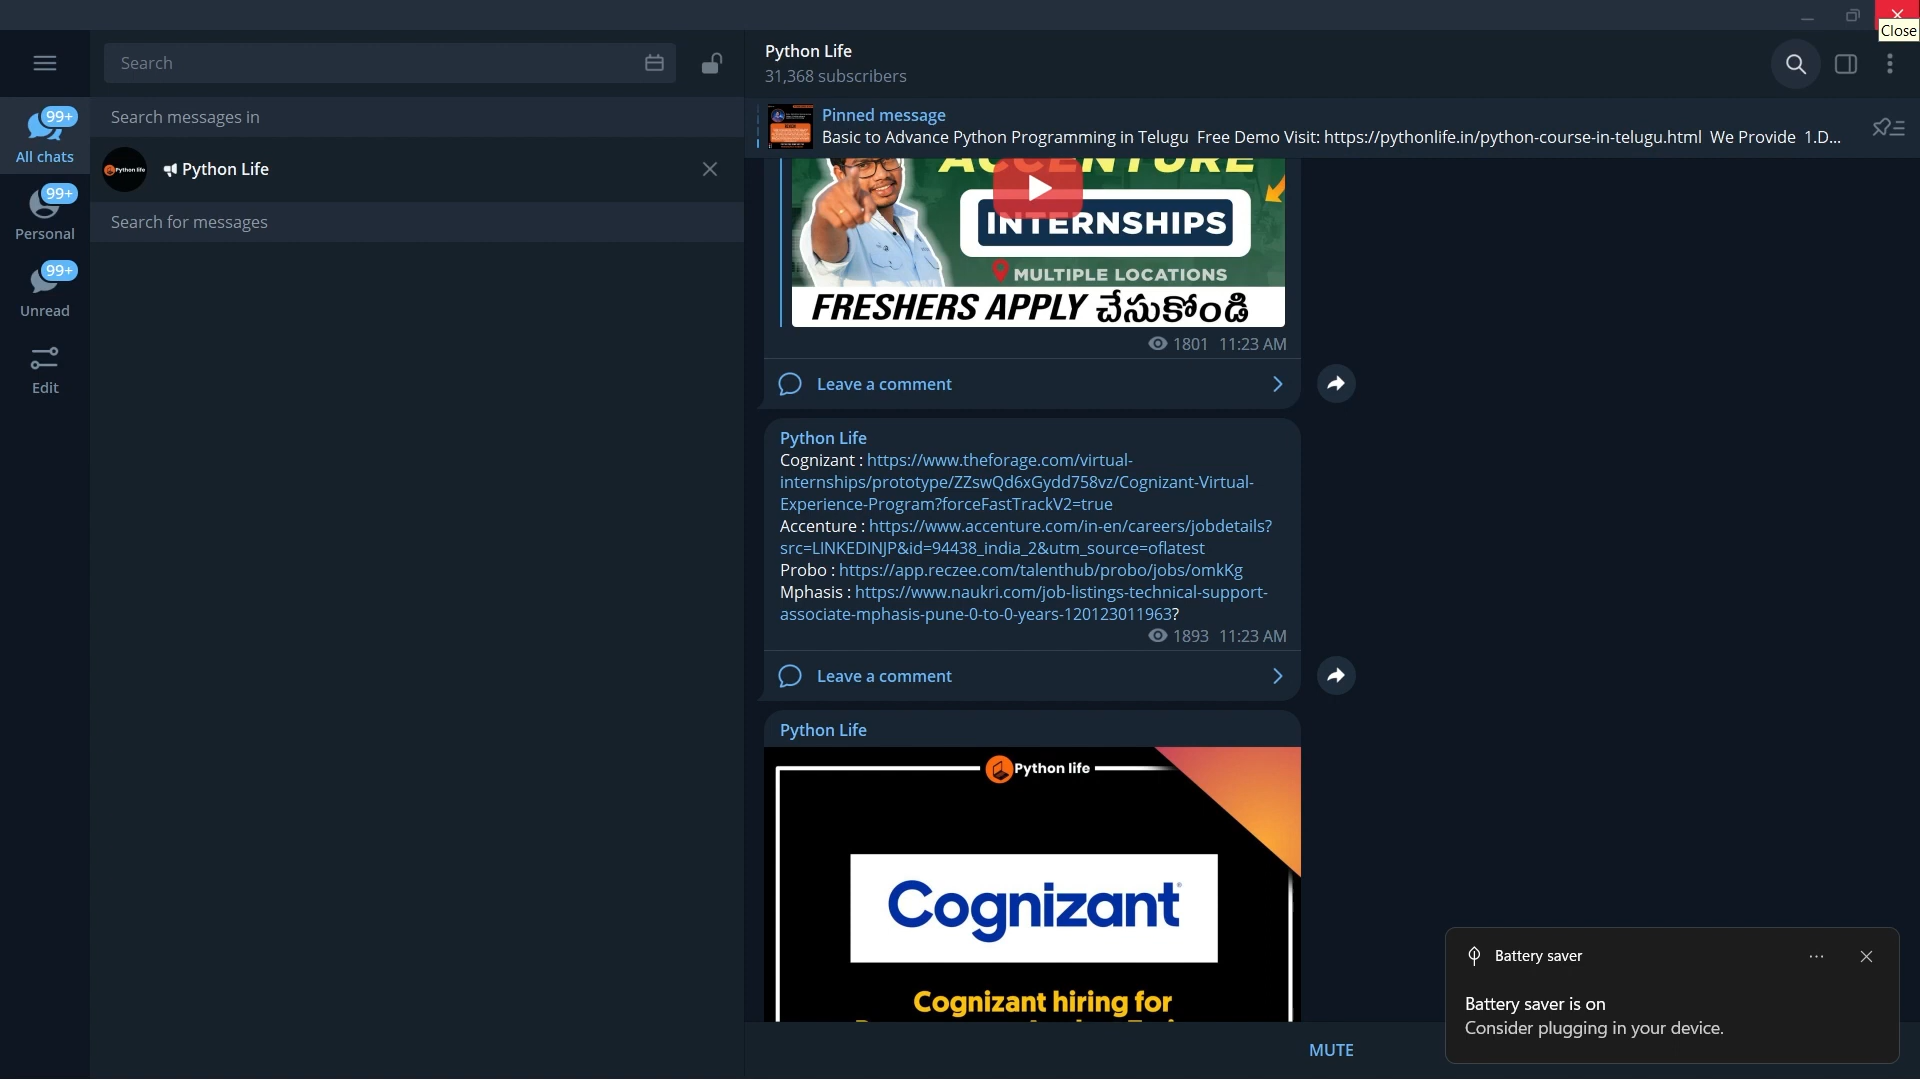 Close
Search
Python Life
31,368 subscribers
99+
All chats
99+
Personal
99+
Unread
Edit
Search messages in
Python life
Python Life
Search for messages
Pinned message
Basic to Advance Python Programming in Telugu  Free Demo Visit: https://pythonlife.in/python-course-in-telugu.html  We Provide  1.D...
ACCENTURE
INTERNSHIPS
MULTIPLE LOCATIONS
FRESHERS APPLY చేసుకోండి
1801 11:23 AM
Leave a comment
Python Life
Cognizant : https://www.theforage.com/virtual-
internships/prototype/ZZswQd6xGydd758vz/Cognizant-Virtual-
Experience-Program?forceFastTrackV2=true
Accenture : https://www.accenture.com/in-en/careers/jobdetails?
src=LINKEDINJP&id=94438_india_2&utm_source=oflatest
Probo : https://app.reczee.com/talenthub/probo/jobs/omkKg
Mphasis : https://www.naukri.com/job-listings-technical-support-
associate-mphasis-pune-0-to-0-years-120123011963?
1893 11:23 AM
Leave a comment
Python Life
Python life
Cognizant
Cognizant hiring for
MUTE
Battery saver
Battery saver is on
Consider plugging in your device.